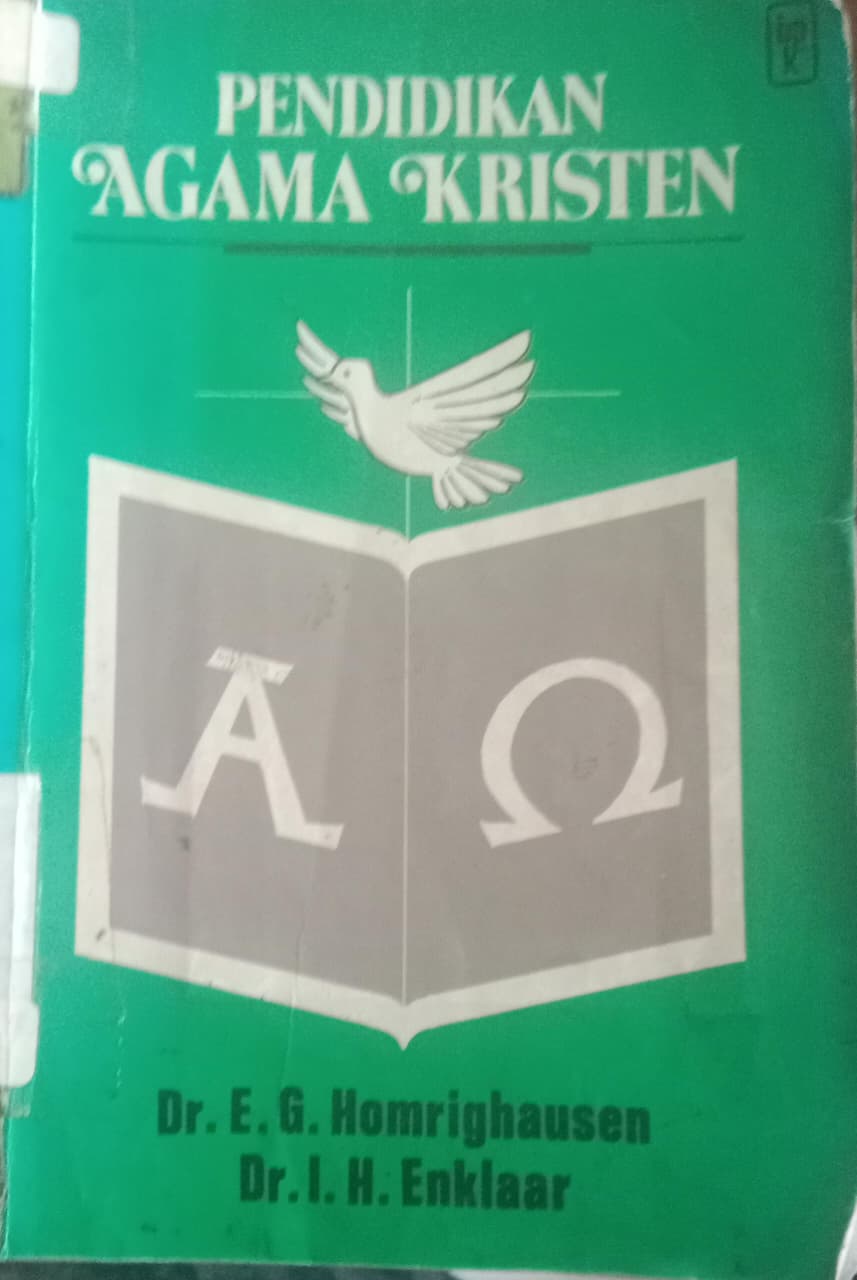 PENDIDIKAN
AGAMA KRISTEN
Α Ω
Dr. E. G. Homrighausen
Dr. I. H. Enklaar